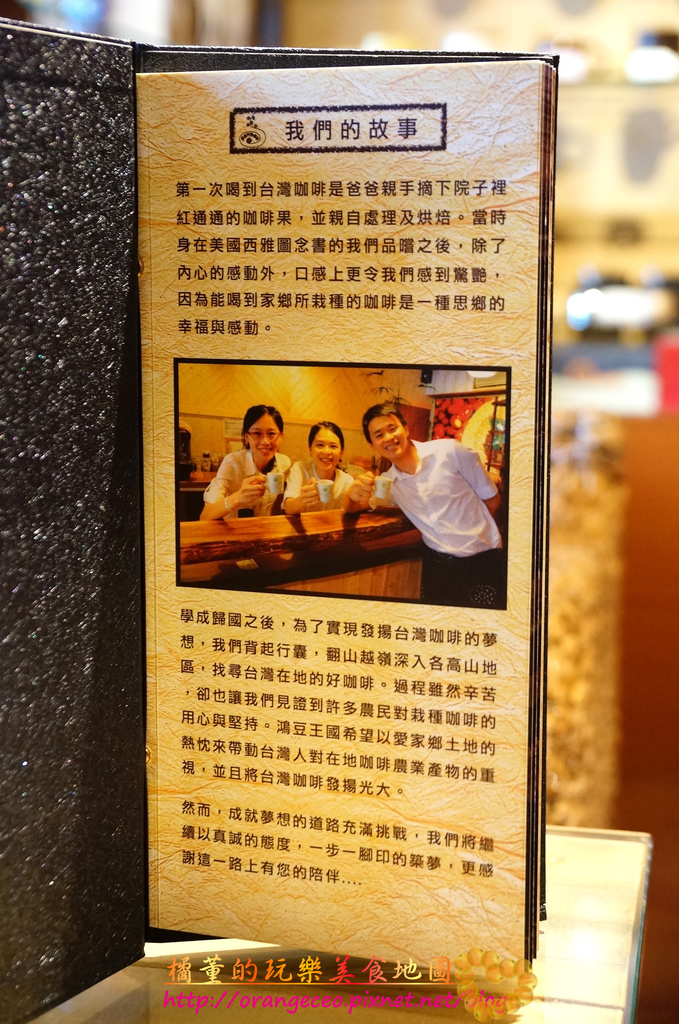 我們的故事
第一次喝到台灣咖啡是爸爸親手摘下院子裡
紅通通的咖啡果，並親自處理及烘焙。當時
身在美國西雅圖念書的我們品嚐之後，除了
內心的感動外，口感上更令我們感到驚艷，
因為能喝到家鄉所栽種的咖啡是一種思鄉的
幸福與感動。
學成歸國之後，為了實現發揚台灣咖啡的夢
想，我們背起行囊，翻山越嶺深入各高山地
區，找尋台灣在地的好咖啡。過程雖然辛苦
，卻也讓我們見證到許多農民對栽種咖啡的
用心與堅持。鴻豆王國希望以愛家鄉土地的
熱忱來帶動台灣人對在地咖啡農業產物的重
視，並且將台灣咖啡發揚光大。
然而，成就夢想的道路充滿挑戰，我們將繼
續以真誠的態度，一步一腳印的築夢，更感
謝這一路上有您的陪伴....
橘董的玩樂美食地圖
http://orangeceo.pixnet.net/blog